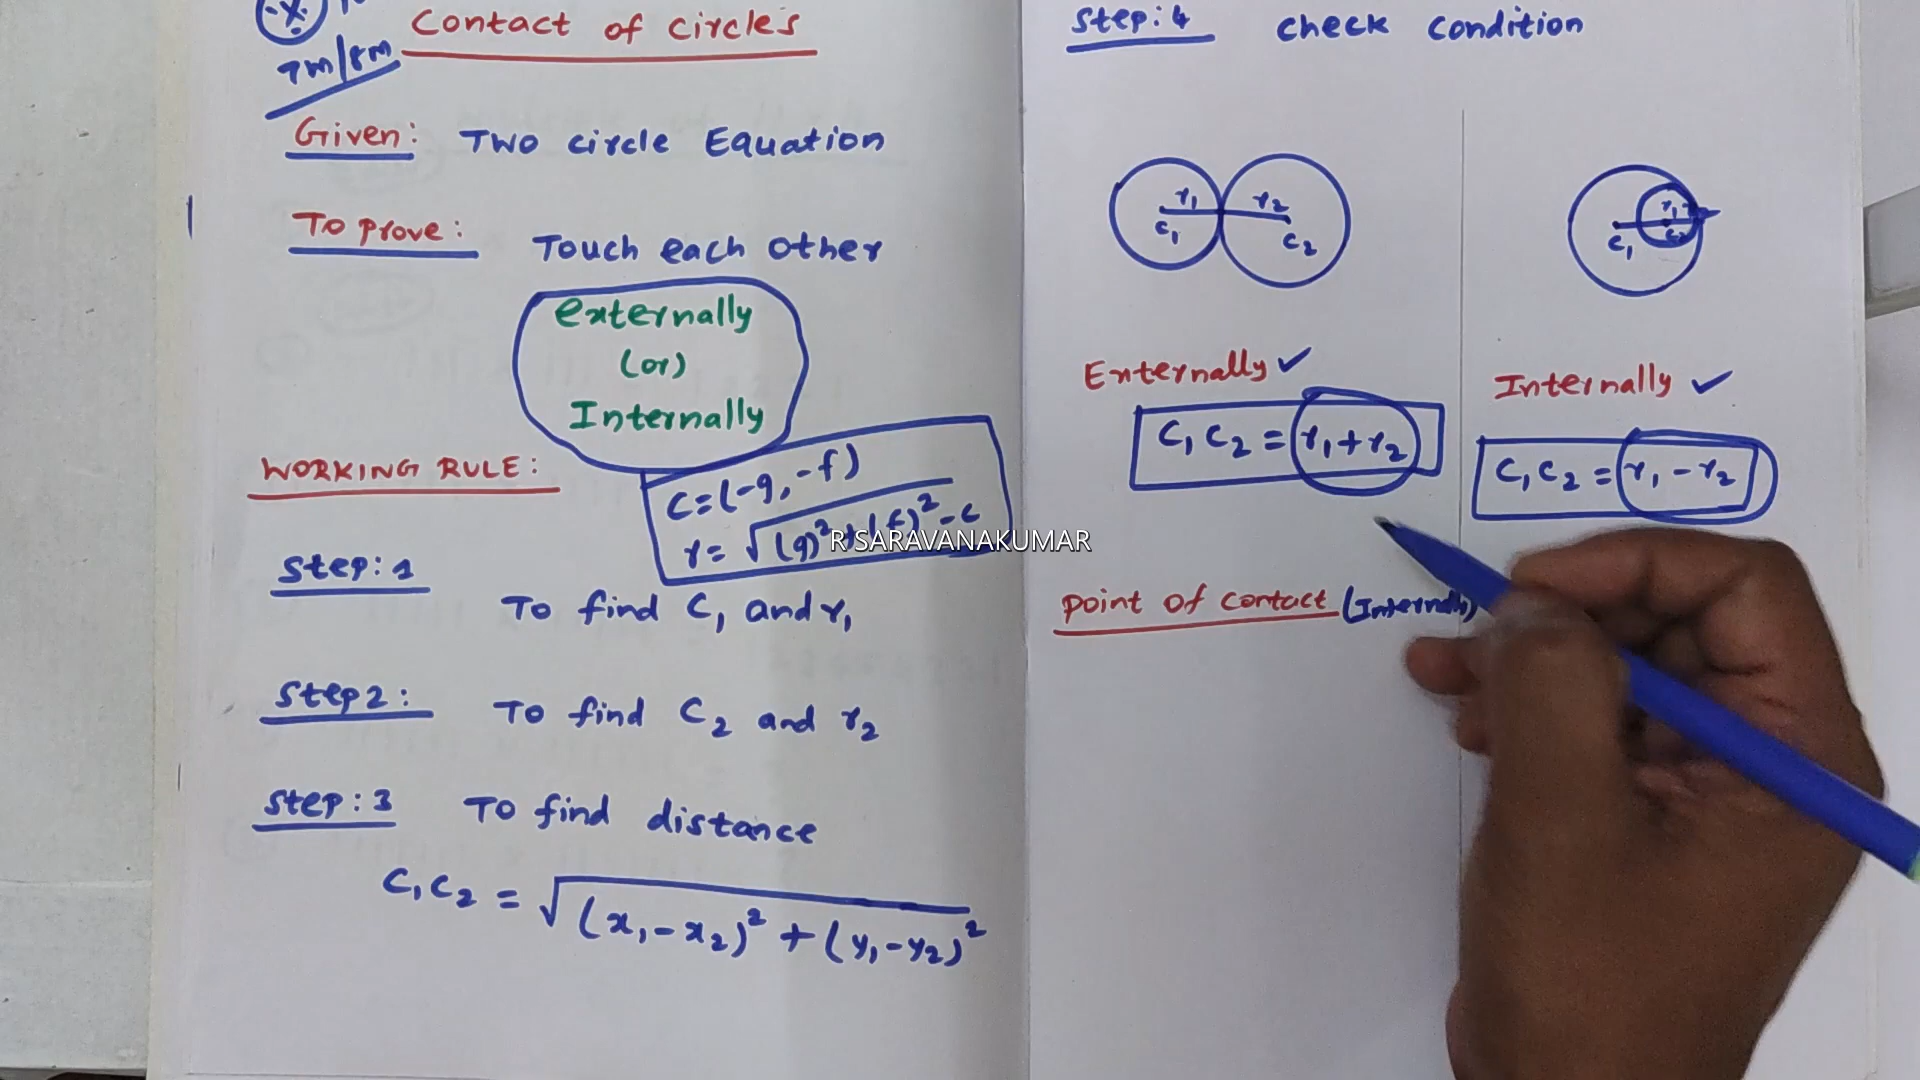 Contact of circles
7m/8m
Given: Two circle Equation
To prove: Touch each other
externally
(or)
Internally
WORKING RULE:
C=(-g,-f)
r=√(g)²+(f)²-c
Step:1
To find C₁ and r₁
Step2: To find C₂ and r₂
Step:3 To find distance
C₁C₂ = √(x₁-x₂)²+(y₁-y₂)²
Step:4 check condition
r₁ r₂
C₁ C₂
C₁
Externally ✓
C₁C₂ = r₁+r₂
Internally ✓
C₁C₂ = r₁-r₂
R SARAVANAKUMAR
point of contact (Internally)